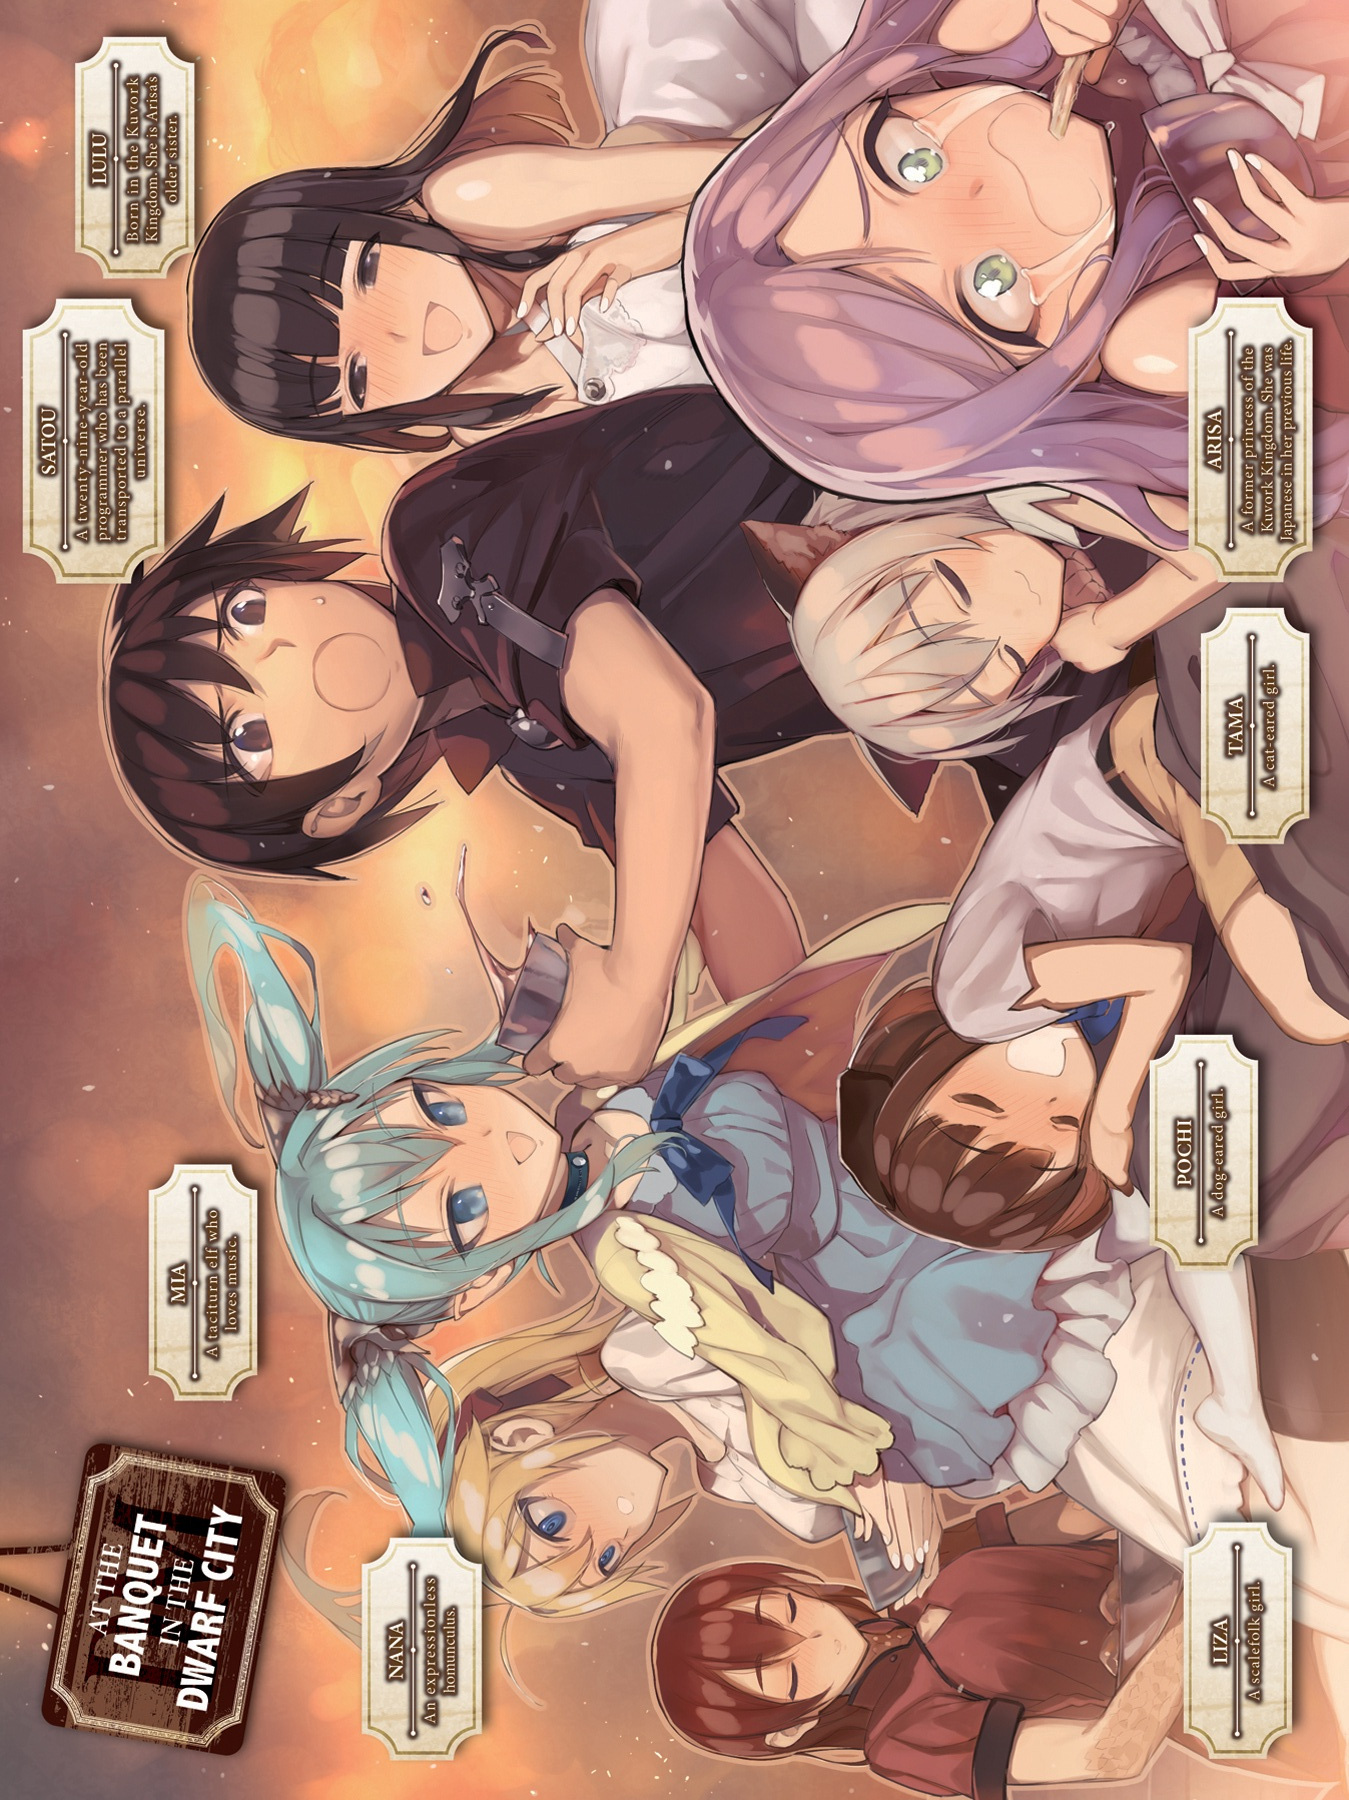 AT THE
BANQUET
IN THE
DWARF CITY
NANA
An expressionless
homunculus.
LIZA
A scalefolk girl.
MIA
A taciturn elf who
loves music.
POCHI
A dog-eared girl.
TAMA
A cat-eared girl.
SATOU
A twenty-nine-year-old
programmer who has been
transported to a parallel
universe.
ARISA
A former princess of the
Kuvork Kingdom. She was
Japanese in her previous life.
LULU
Born in the Kuvork
Kingdom. She is Arisa's
older sister.